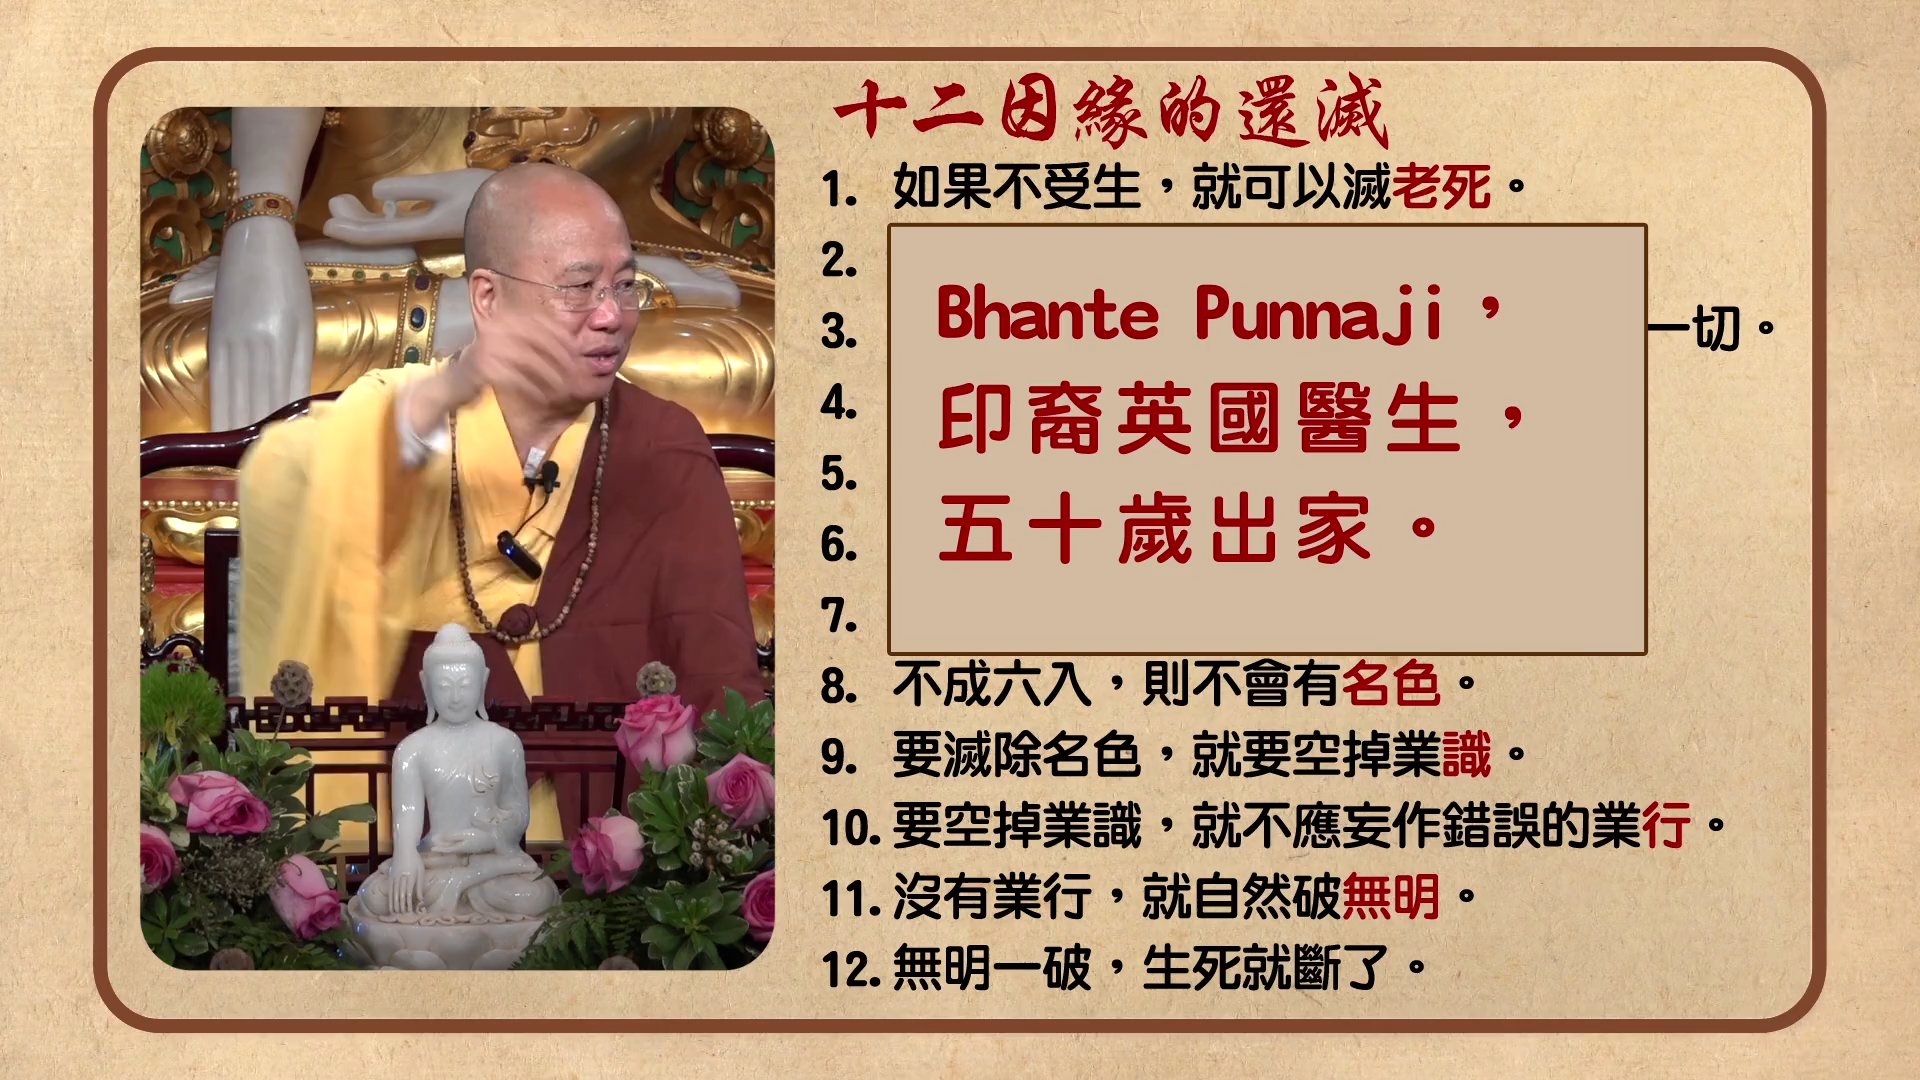 十二因緣的還滅
1. 如果不受生，就可以滅老死。
2.
3. 一切。
4.
5.
6.
7.
Bhante Punnaji，
印裔英國醫生，
五十歲出家。
8. 不成六入，則不會有名色。
9. 要滅除名色，就要空掉業識。
10. 要空掉業識，就不應妄作錯誤的業行。
11. 沒有業行，就自然破無明。
12. 無明一破，生死就斷了。